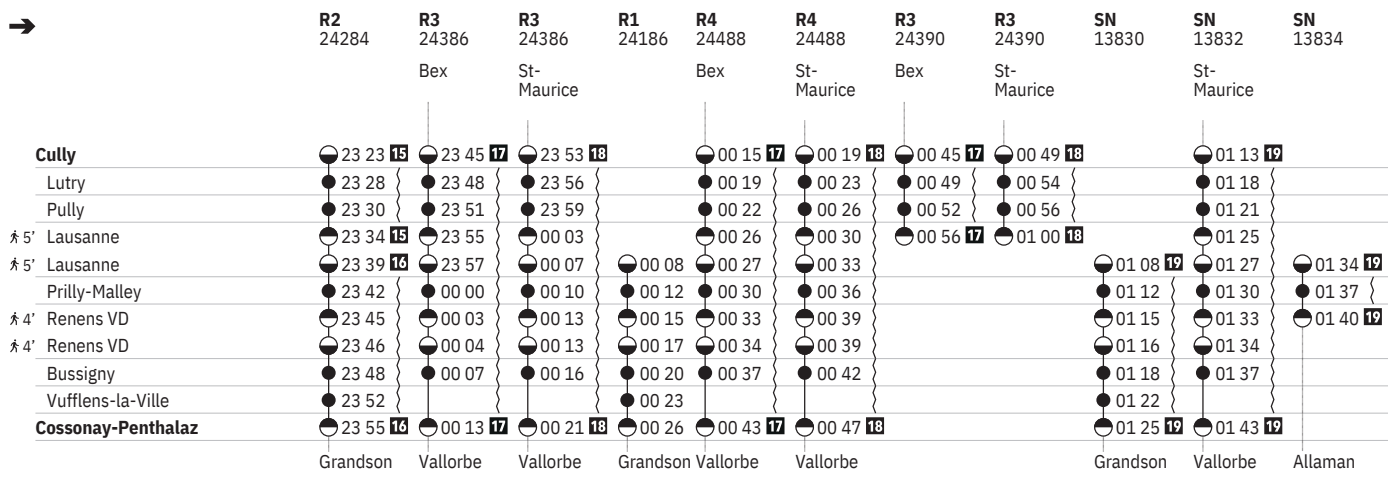 R2 R3 R3 R1 R4 R4 R3 R3 SN SN SN
24284 24386 24386 24186 24488 24488 24390 24390 13830 13832 13834
Bex St- Bex St- Bex St- St-
Maurice Maurice Maurice Maurice
Cully 23 23 15 23 45 17 23 53 18 00 15 17 00 19 18 00 45 17 00 49 18 01 13 19
Lutry 23 28 23 48 23 56 00 19 00 23 00 49 00 54 01 18
Pully 23 30 23 51 23 59 00 22 00 26 00 52 00 56 01 21
5' Lausanne 23 34 15 23 55 00 03 00 26 00 30 00 56 17 01 00 18 01 25
5' Lausanne 23 39 16 23 57 00 07 00 08 00 27 00 33 01 08 19 01 27 01 34 19
Prilly-Malley 23 42 00 00 00 10 00 12 00 30 00 36 01 12 01 30 01 37
4' Renens VD 23 45 00 03 00 13 00 15 00 33 00 39 01 15 01 33 01 40 19
4' Renens VD 23 46 00 04 00 13 00 17 00 34 00 39 01 16 01 34
Bussigny 23 48 00 07 00 16 00 20 00 37 00 42 01 18 01 37
Vufflens-la-Ville 23 52 00 23 01 22
Cossonay-Penthalaz 23 55 16 00 13 17 00 21 18 00 26 00 43 17 00 47 18 01 25 19 01 43 19
Grandson Vallorbe Vallorbe Grandson Vallorbe Vallorbe Grandson Vallorbe Allaman